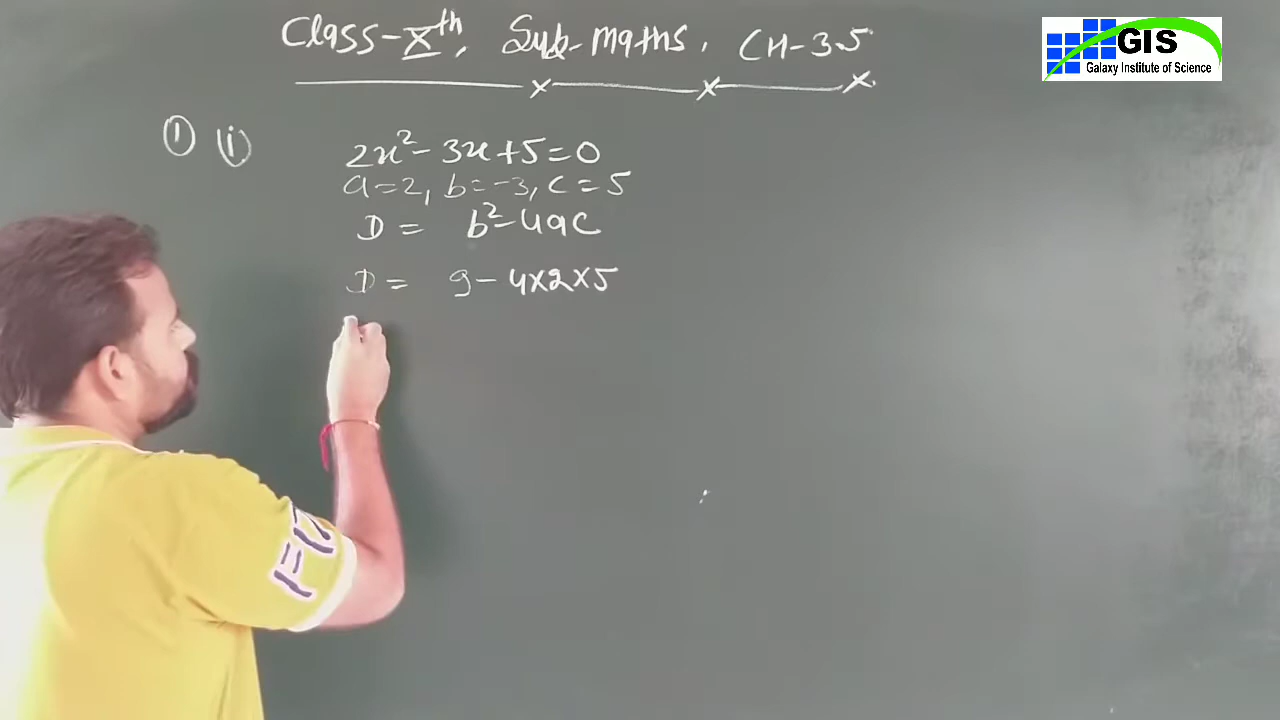 Class-Xth, Sub-Maths, CH-3.5
GIS
Galaxy Institute of Science
① (i) 2x²-3x+5=0
a=2, b=-3, c=5
D = b²-4ac
D = 9-4×2×5